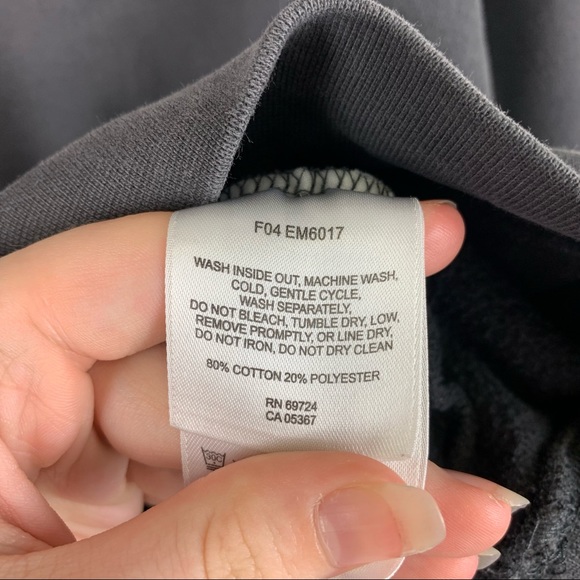 F04 EM6017
WASH INSIDE OUT, MACHINE WASH,
COLD, GENTLE CYCLE,
WASH SEPARATELY,
DO NOT BLEACH, TUMBLE DRY, LOW,
REMOVE PROMPTLY, OR LINE DRY,
DO NOT IRON, DO NOT DRY CLEAN
80% COTTON 20% POLYESTER
RN 69724
CA 05367
30C